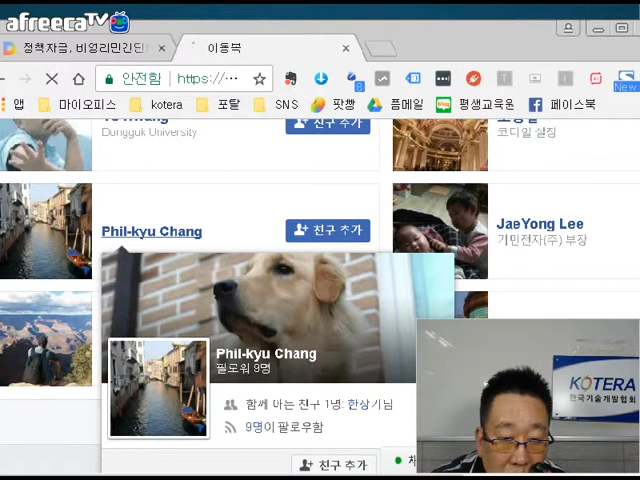 afreecaTV
정책자금, 비영리민간단
이동복
안전함
https://···
New
앱
마이오피스
kotera
포탈
SNS
팟빵
플메일
평생교육원
페이스북
Dongguk University
친구 추가
코디일 설징
Phil-kyu Chang
친구 추가
JaeYong Lee
기민전자(주) 부장
Phil-kyu Chang
팔로워 9명
함께 아는 친구 1명: 한상기님
9명이 팔로우함
친구 추가
KOTERA
한국기술개발협회